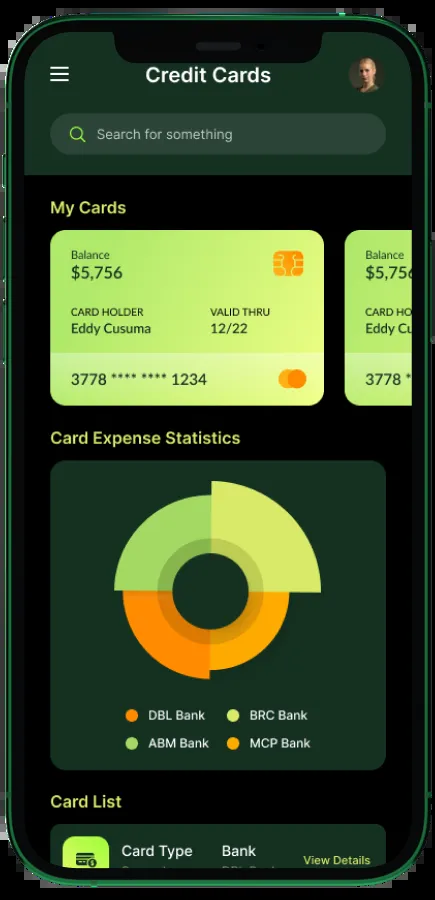 Credit Cards
Search for something
My Cards
Balance
$5,756
CARD HOLDER
VALID THRU
Eddy Cusuma
12/22
3778 **** **** 1234
Balance
$5,756
CARD HO
Eddy Cu
3778 *
Card Expense Statistics
DBL Bank
BRC Bank
ABM Bank
MCP Bank
Card List
Card Type
Bank
View Details